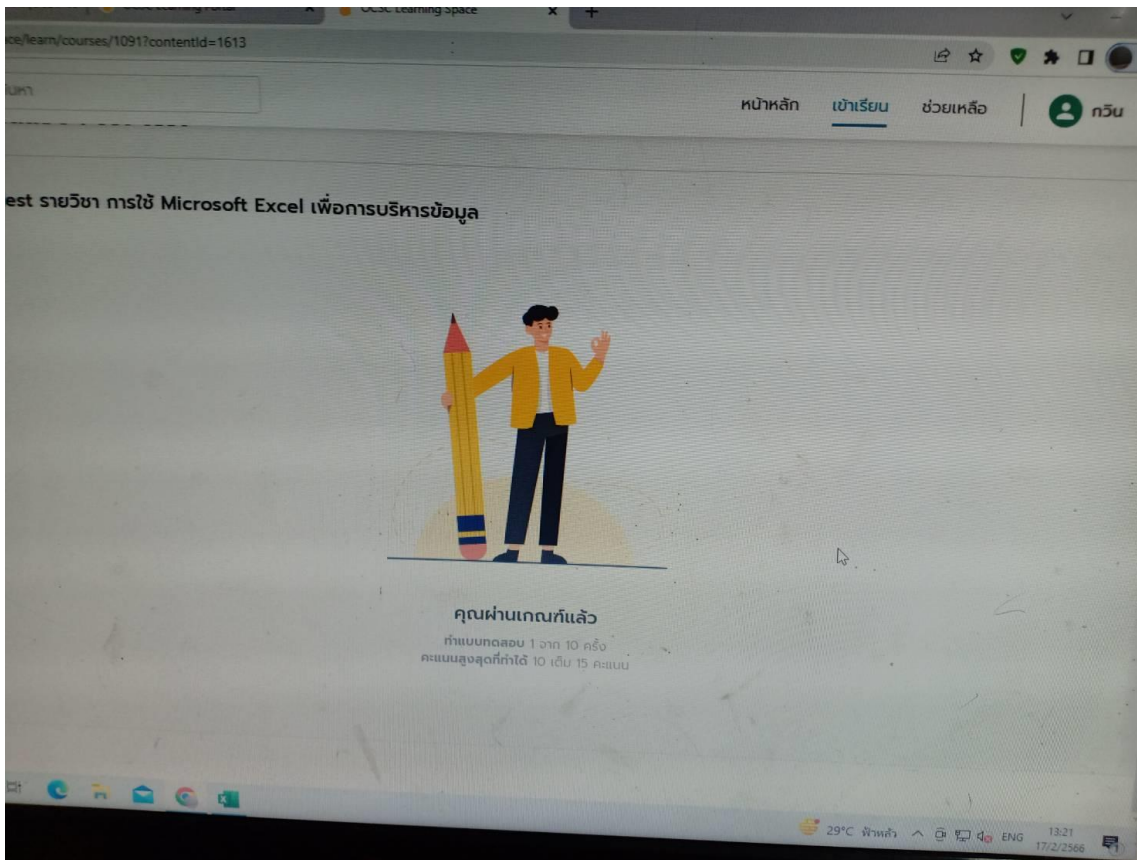 OCSC Learning Space
/learn/courses/1091?contentId=1613
หน้าหลัก เข้าเรียน ช่วยเหลือ กวิน
est รายวิชา การใช้ Microsoft Excel เพื่อการบริหารข้อมูล
คุณผ่านเกณฑ์แล้ว
ทำแบบทดสอบ 1 จาก 10 ครั้ง
คะแนนสูงสุดที่ทำได้ 10 เต็ม 15 คะแนน
29°C ฟ้าหลัว ENG 13:21
17/2/2566